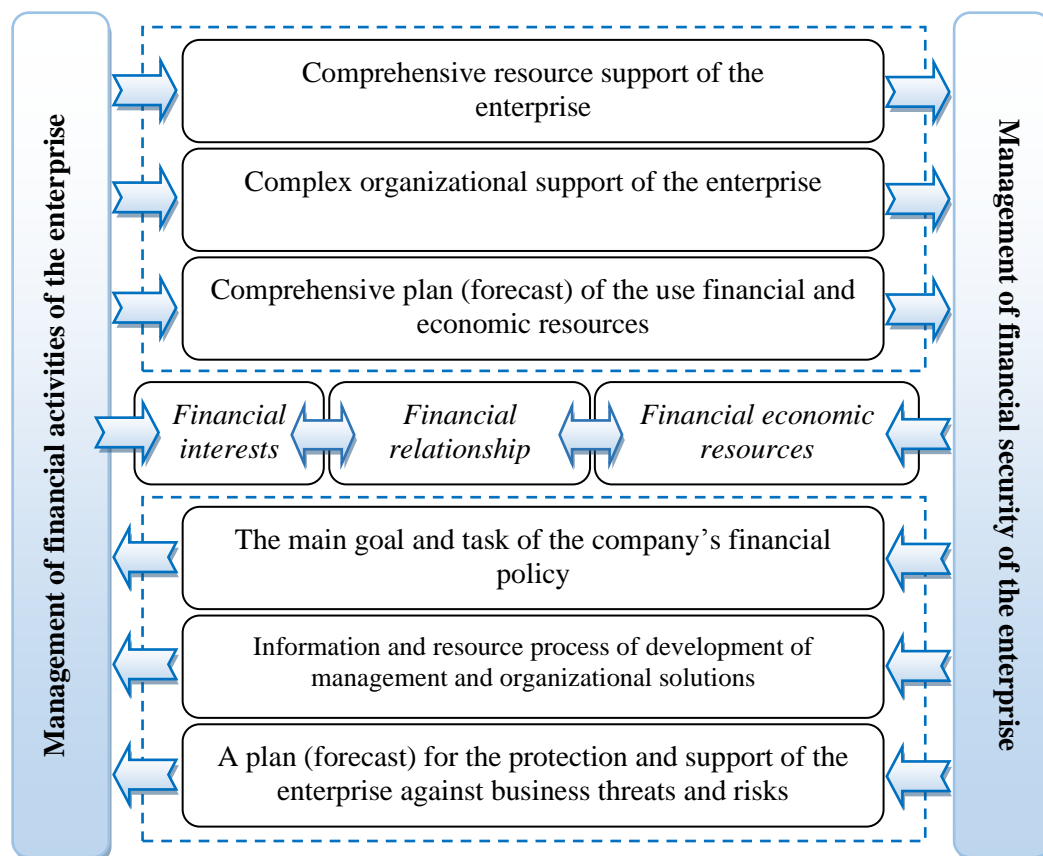 Management of financial activities of the enterprise
Comprehensive resource support of the
enterprise
Complex organizational support of the enterprise
Comprehensive plan (forecast) of the use financial and
economic resources
Financial
interests
Financial
relationship
Financial economic
resources
The main goal and task of the company’s financial
policy
Information and resource process of development of
management and organizational solutions
A plan (forecast) for the protection and support of the
enterprise against business threats and risks
Management of financial security of the enterprise